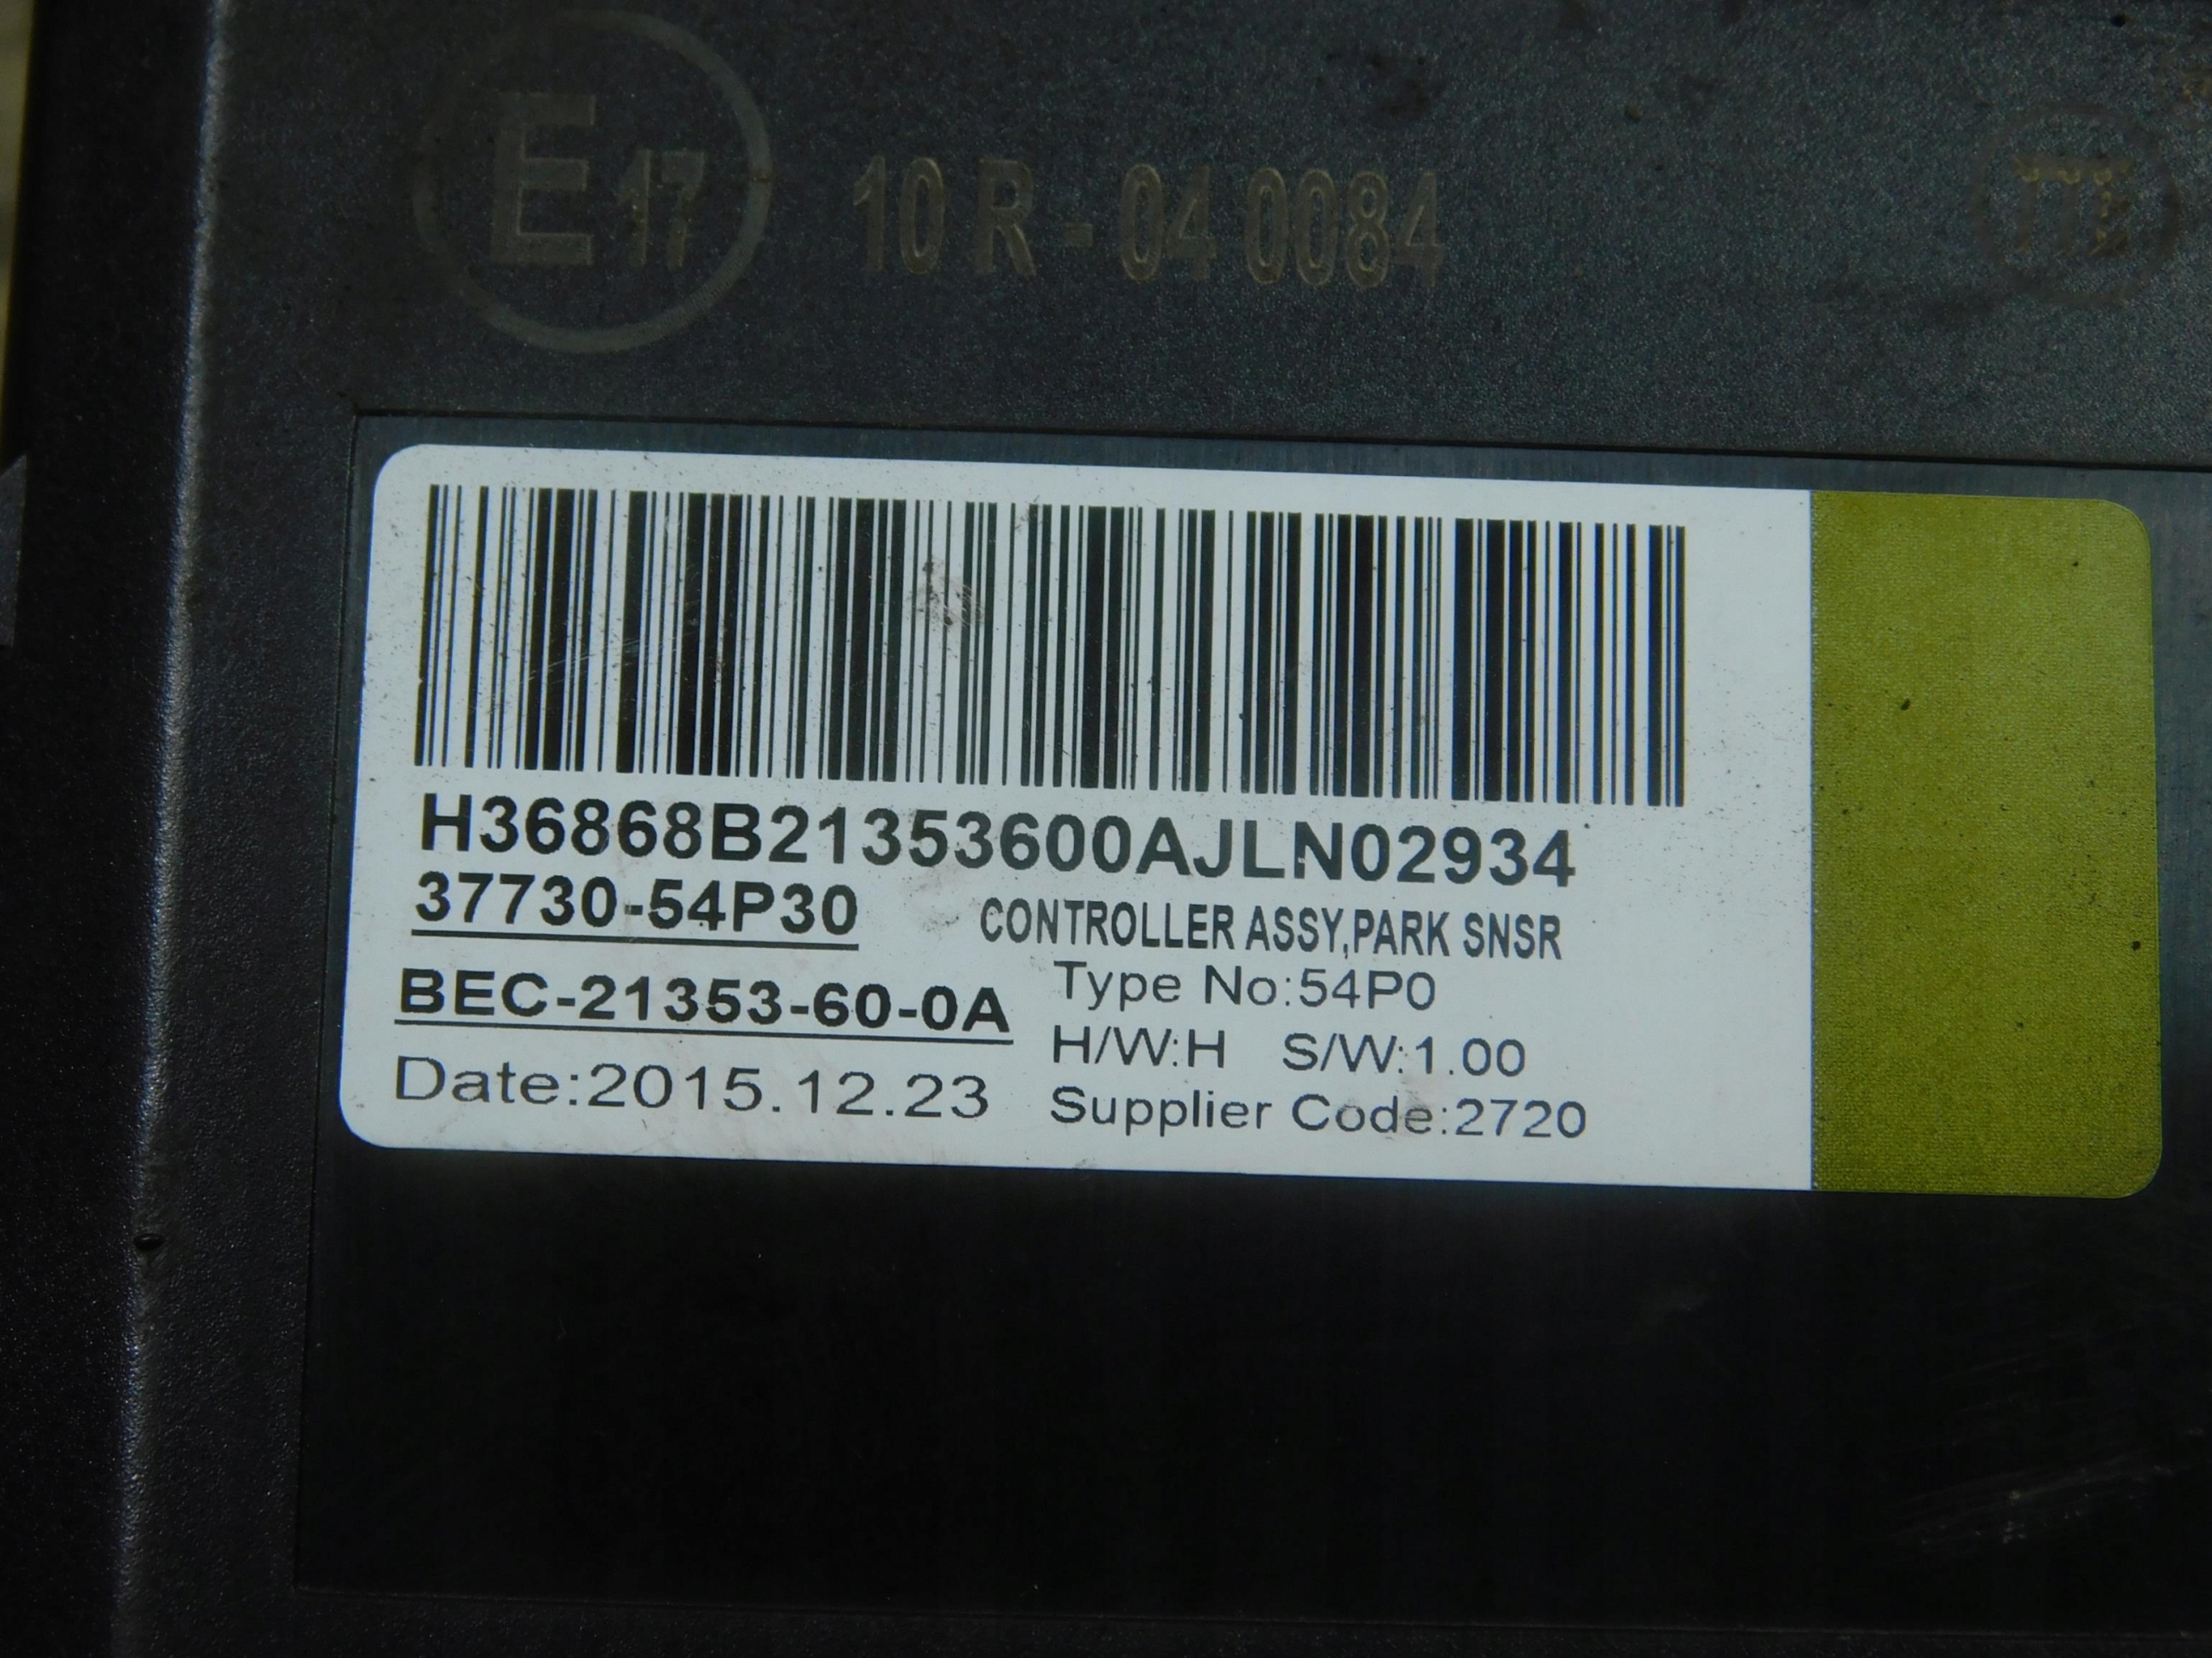 E17
10 R - 04 0084
H36868B21353600AJLN02934
37730-54P30
CONTROLLER ASSY,PARK SNSR
BEC-21353-60-0A
Type No:54P0
H/W:H S/W:1.00
Date:2015.12.23
Supplier Code:2720